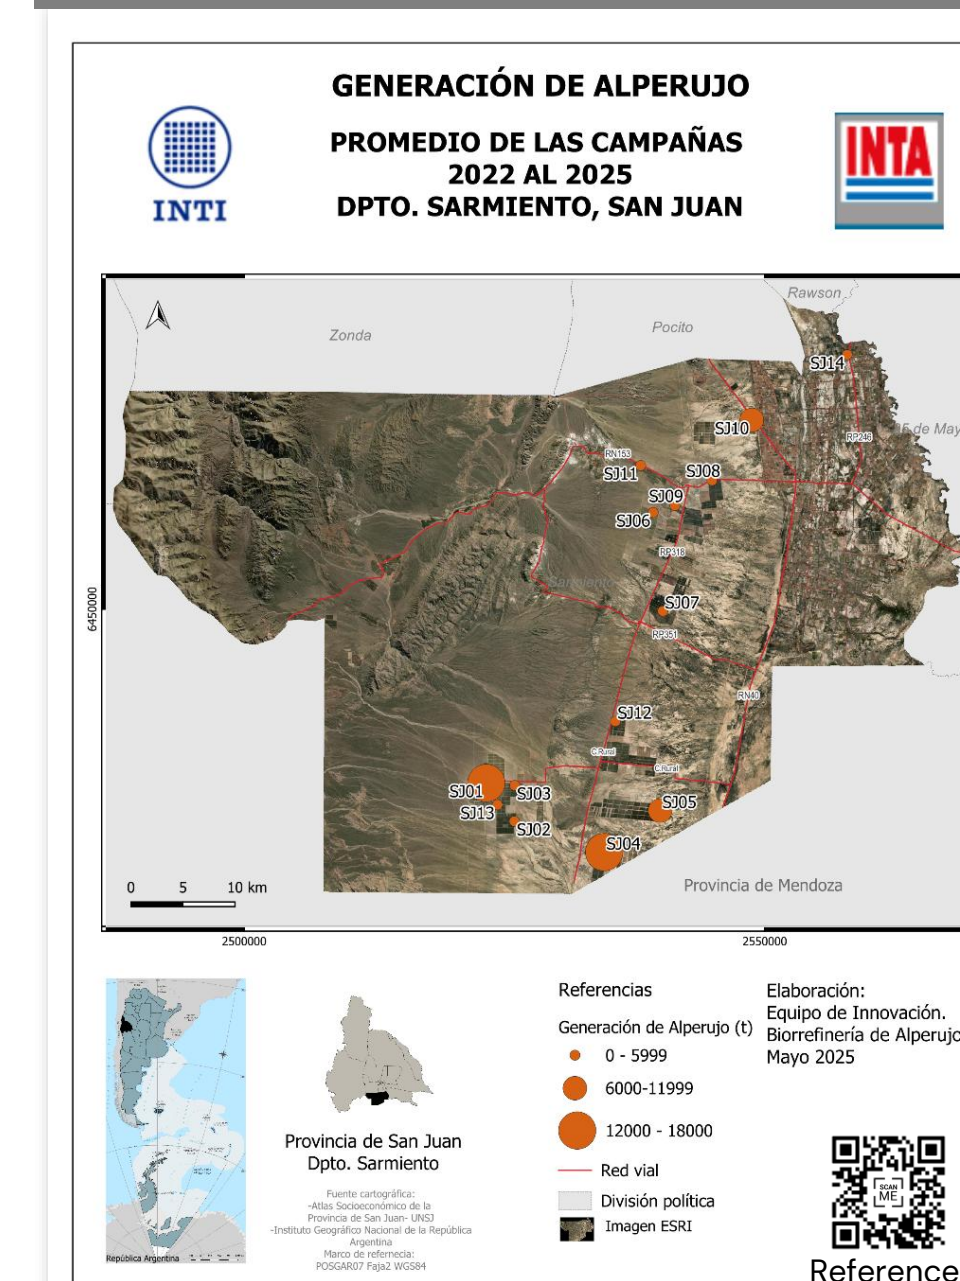 GENERACIÓN DE ALPERUJO
PROMEDIO DE LAS CAMPAÑAS
2022 AL 2025
DPTO. SARMIENTO, SAN JUAN
INTI
INTA
Rawson
Zonda
Pocito
SJ14
25 de May
SJ10
RP246
RN153
SJ11
SJ08
SJ09
SJ06
RP318
Sarmiento
SJ07
RP351
6450000
RN40
SJ12
C.Rural
C.Rural
SJ01
SJ03
SJ13
SJ05
SJ02
SJ04
Provincia de Mendoza
0 5 10 km
2500000
2550000
Referencias
Generación de Alperujo (t)
0 - 5999
6000-11999
12000 - 18000
Red vial
División política
Imagen ESRI
Elaboración:
Equipo de Innovación.
Biorrefinería de Alperujo
Mayo 2025
Provincia de San Juan
Dpto. Sarmiento
Fuente cartográfica:
-Atlas Socioeconómico de la
Provincia de San Juan- UNSJ
-Instituto Geográfico Nacional de la República
Argentina
Marco de refernecia:
POSGAR07 Faja2 WGS84
República Argentina
SCAN
ME
Reference